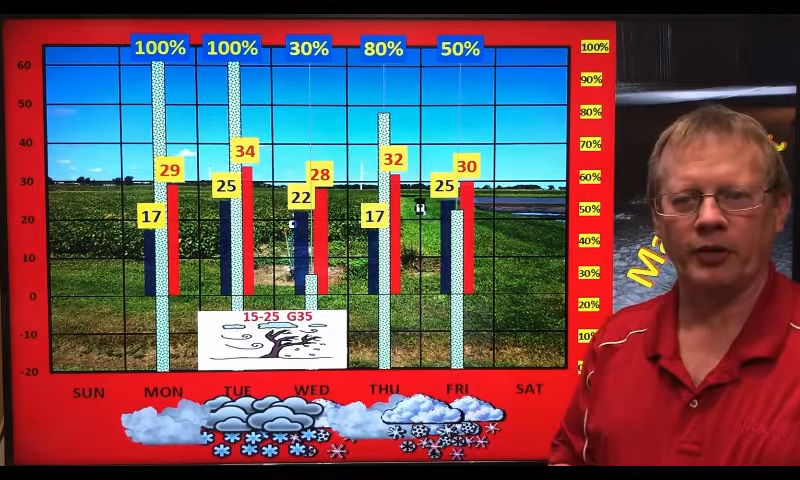 100% 100% 30% 80% 50% 100%
60 90%
50 80%
40 70%
34
29 28 32 30 60%
30
17 25 22 17 25 50%
20
40%
10 30%
0 20%
15-25 G35
-10 10%
-20
SUN MON TUE WED THU FRI SAT
Ma